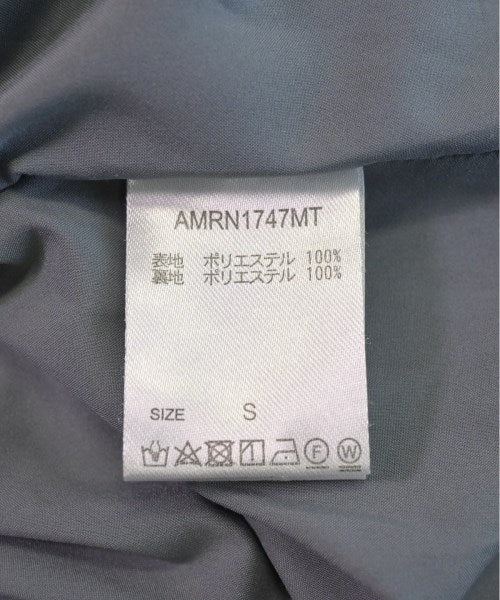 AMRN1747MT
表地 ポリエステル 100%
裏地 ポリエステル 100%
SIZE S
F W